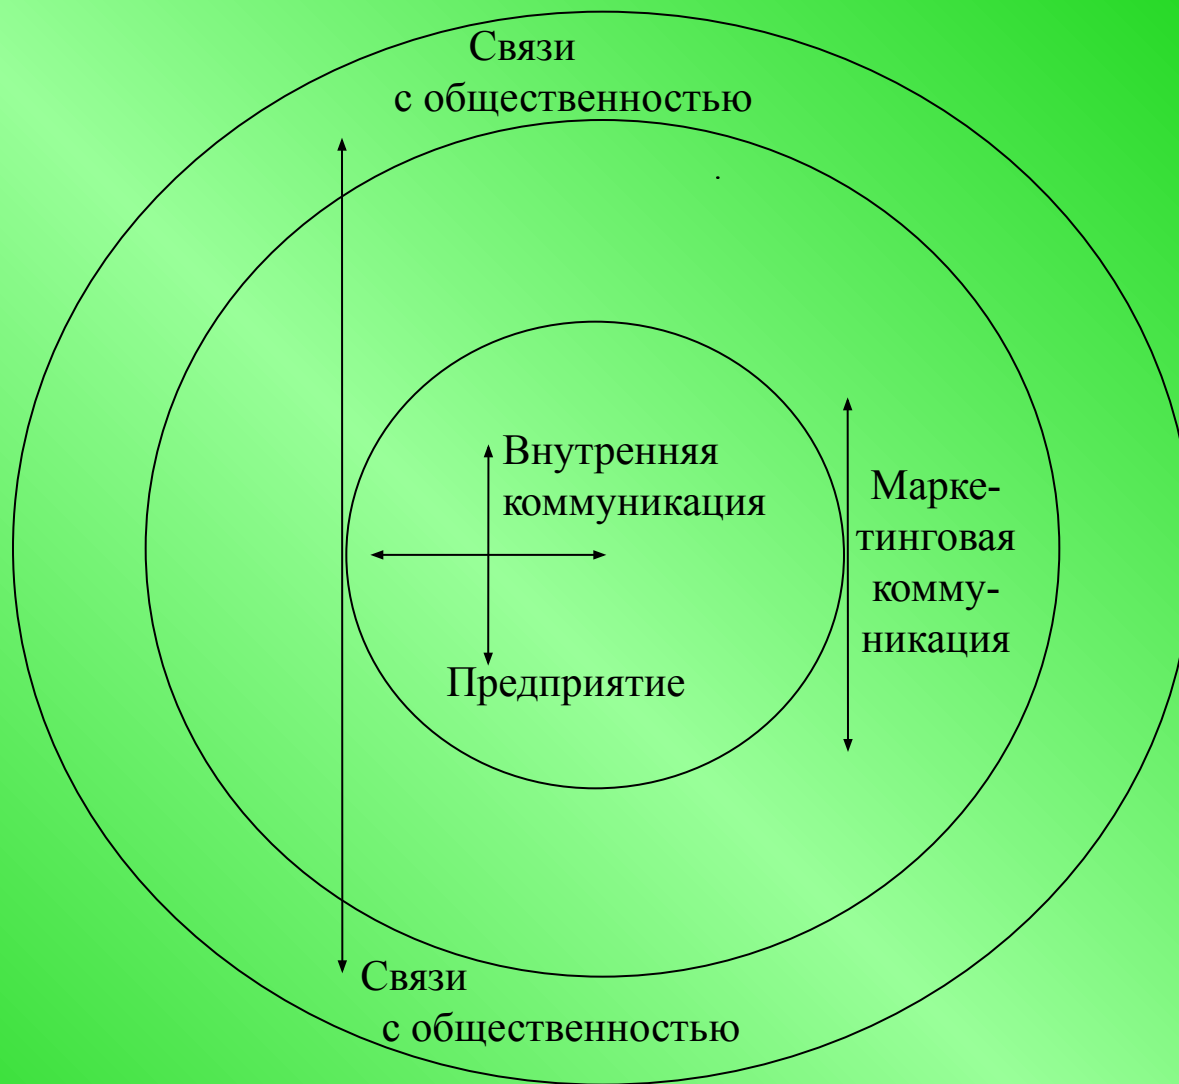 Связи
с общественностью
Внутренняя
коммуникация
Предприятие
Марке-
тинговая
комму-
никация
Связи
с общественностью